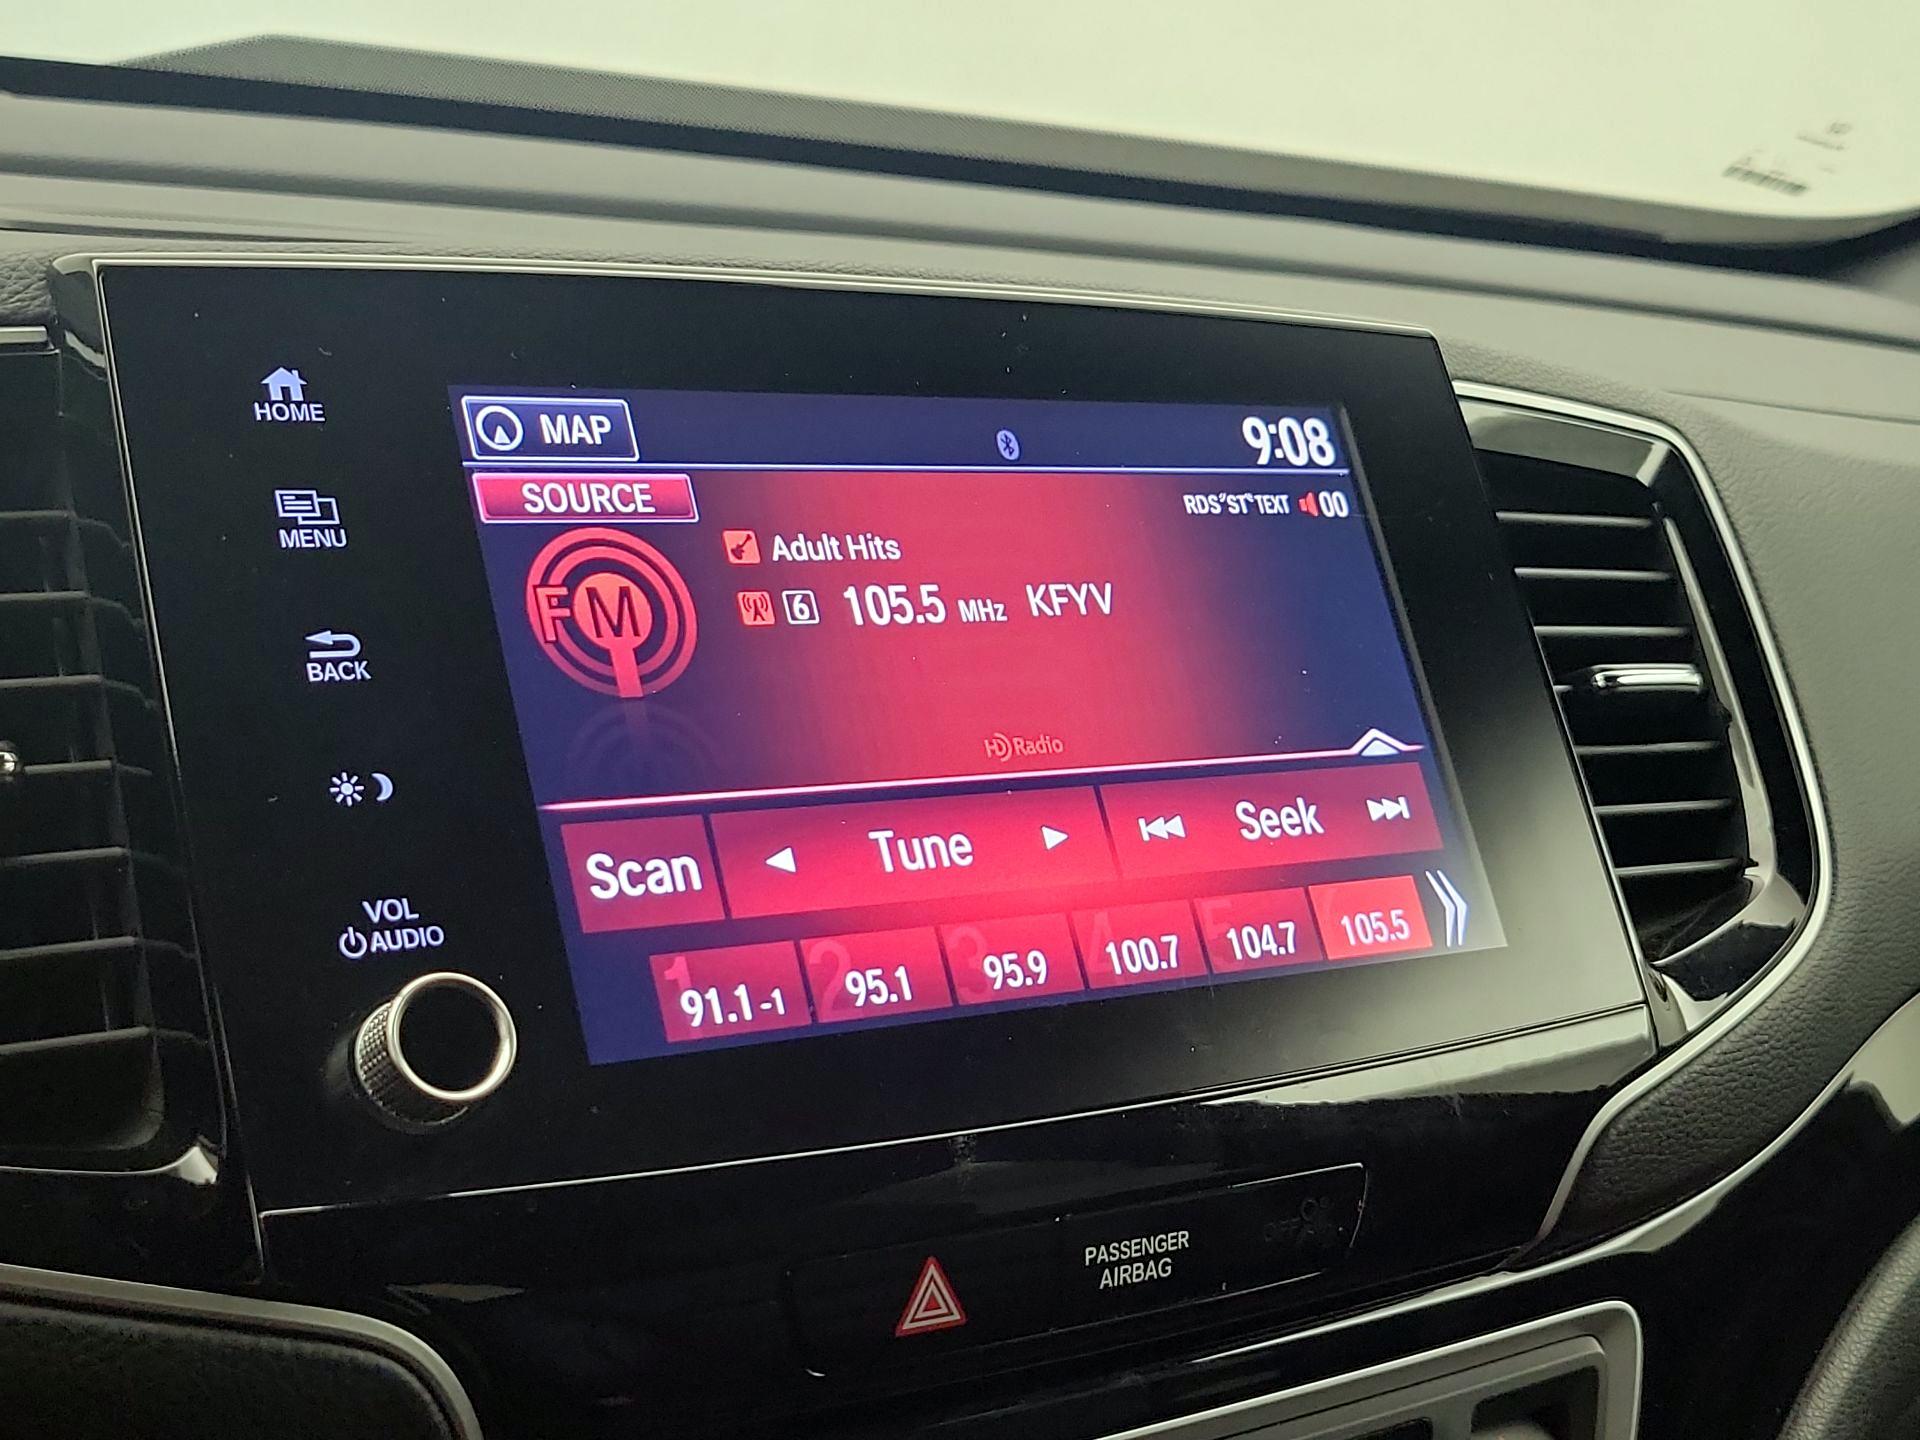 HOME
MENU
BACK
VOL
AUDIO
MAP
9:08
SOURCE
RDS ST TEXT 00
FM
Adult Hits
6 105.5 MHz KFYV
HD Radio
Scan
Tune
Seek
1 91.1-1
2 95.1
3 95.9
4 100.7
5 104.7
105.5
PASSENGER
AIRBAG
OFF